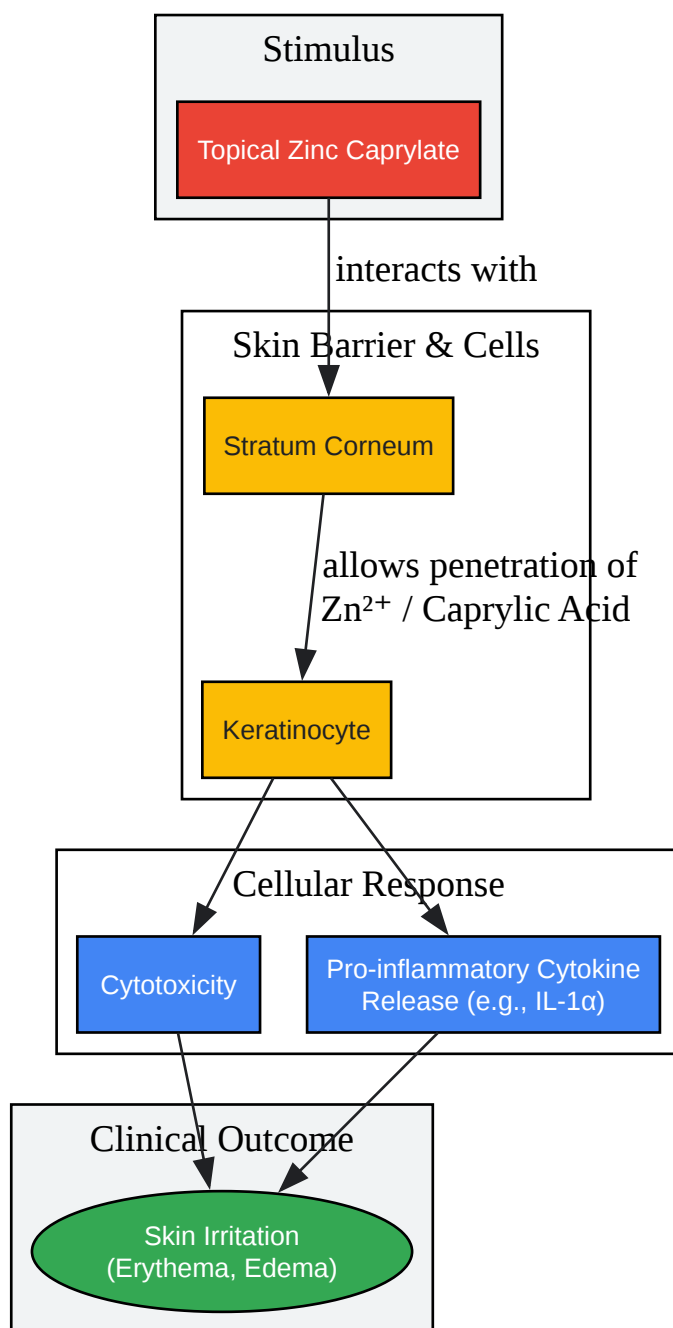 Stimulus
Topical Zinc Caprylate
interacts with
Skin Barrier & Cells
Stratum Corneum
allows penetration of
Zn²⁺ / Caprylic Acid
Keratinocyte
Cellular Response
Cytotoxicity
Pro-inflammatory Cytokine
Release (e.g., IL-1α)
Clinical Outcome
Skin Irritation
(Erythema, Edema)